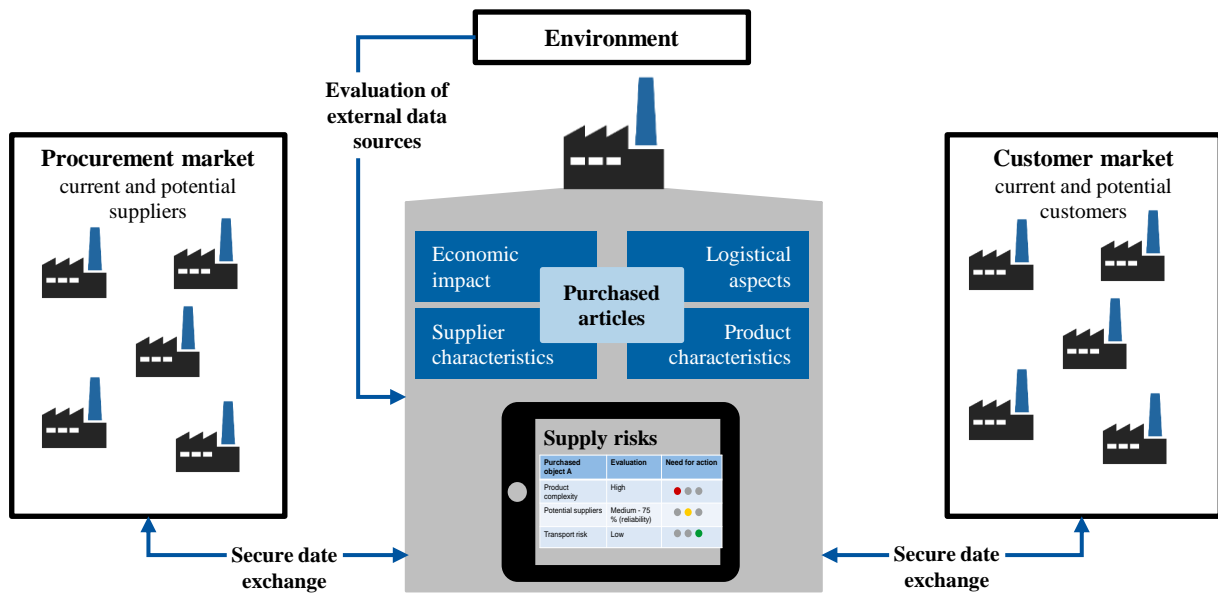 Environment
Evaluation of
external data
sources
Procurement market
current and potential
suppliers
Customer market
current and potential
customers
Economic
impact
Logistical
aspects
Purchased
articles
Supplier
characteristics
Product
characteristics
Supply risks
Purchased
object A
Evaluation
Need for action
Product
complexity
High
Potential suppliers
Medium - 75
% (reliability)
Transport risk
Low
Secure date
exchange
Secure date
exchange